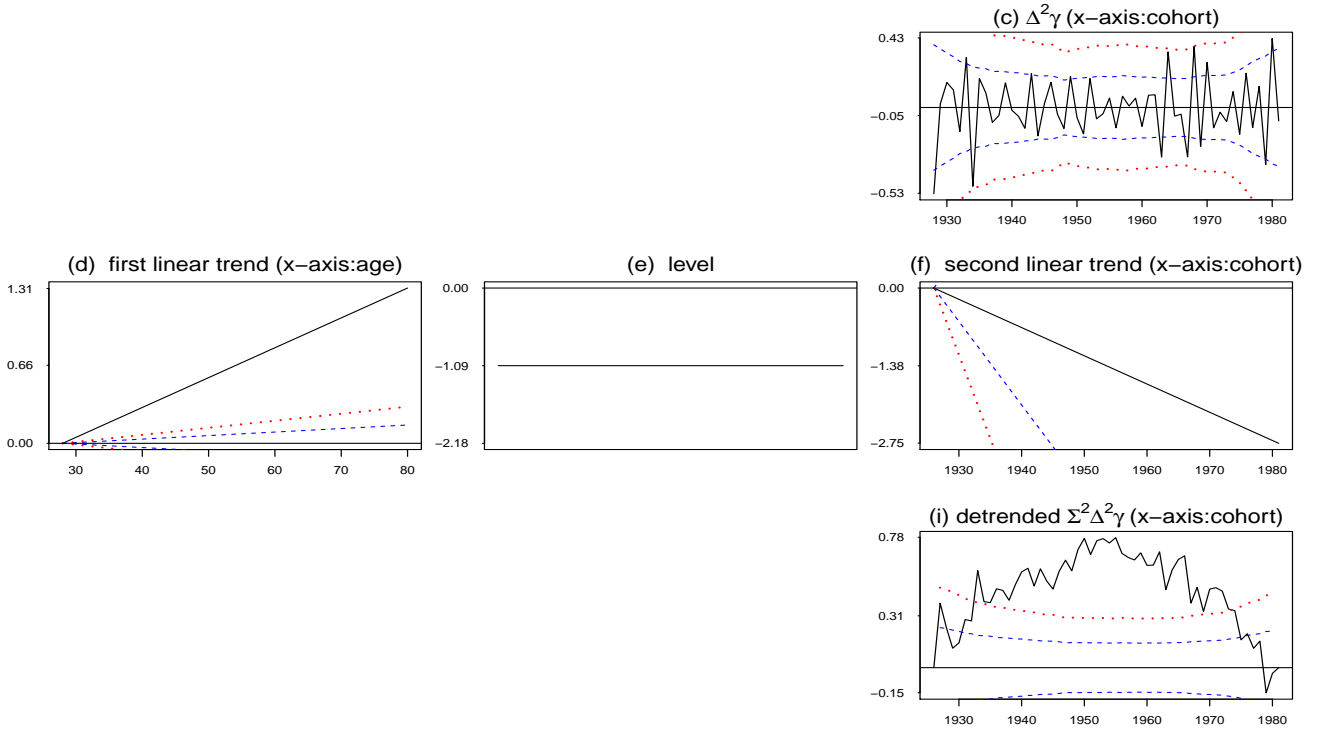 (c) Δ²γ (x−axis:cohort)
0.43
−0.05
−0.53
1930 1940 1950 1960 1970 1980
(d) first linear trend (x−axis:age)
1.31
0.66
0.00
30 40 50 60 70 80
(e) level
0.00
−1.09
−2.18
(f) second linear trend (x−axis:cohort)
0.00
−1.38
−2.75
1930 1940 1950 1960 1970 1980
(i) detrended Σ²Δ²γ (x−axis:cohort)
0.78
0.31
−0.15
1930 1940 1950 1960 1970 1980